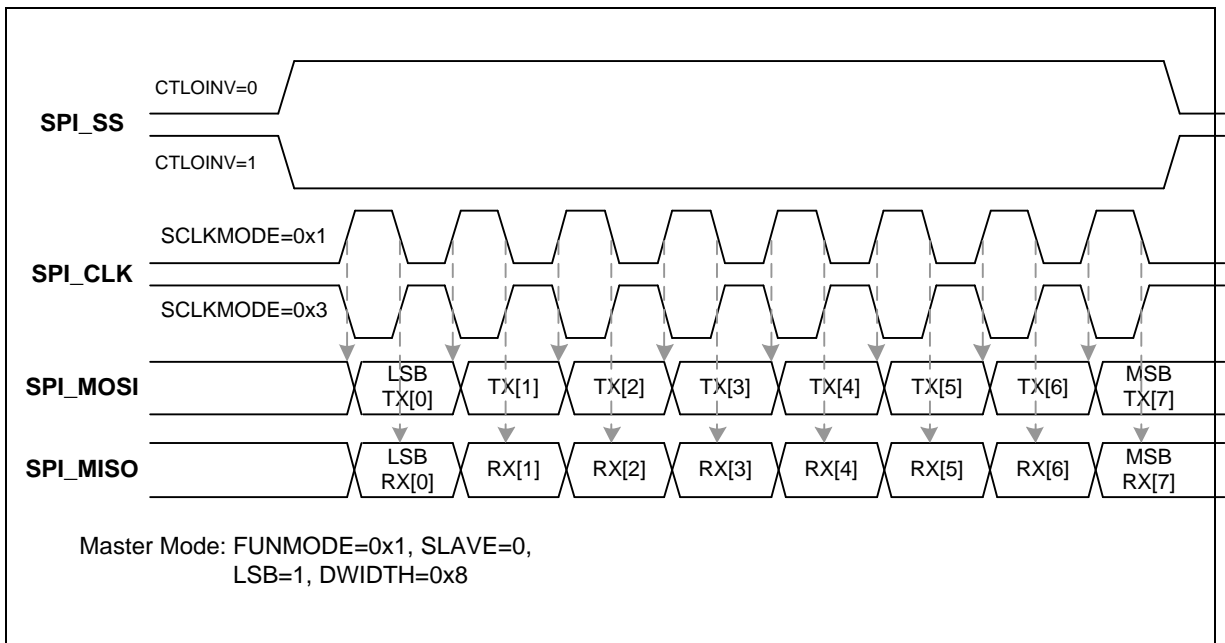 CTLOINV=0
SPI_SS
CTLOINV=1
SCLKMODE=0x1
SPI_CLK
SCLKMODE=0x3
SPI_MOSI
LSB
TX[0]
TX[1]
TX[2]
TX[3]
TX[4]
TX[5]
TX[6]
MSB
TX[7]
SPI_MISO
LSB
RX[0]
RX[1]
RX[2]
RX[3]
RX[4]
RX[5]
RX[6]
MSB
RX[7]
Master Mode: FUNMODE=0x1, SLAVE=0,
LSB=1, DWIDTH=0x8